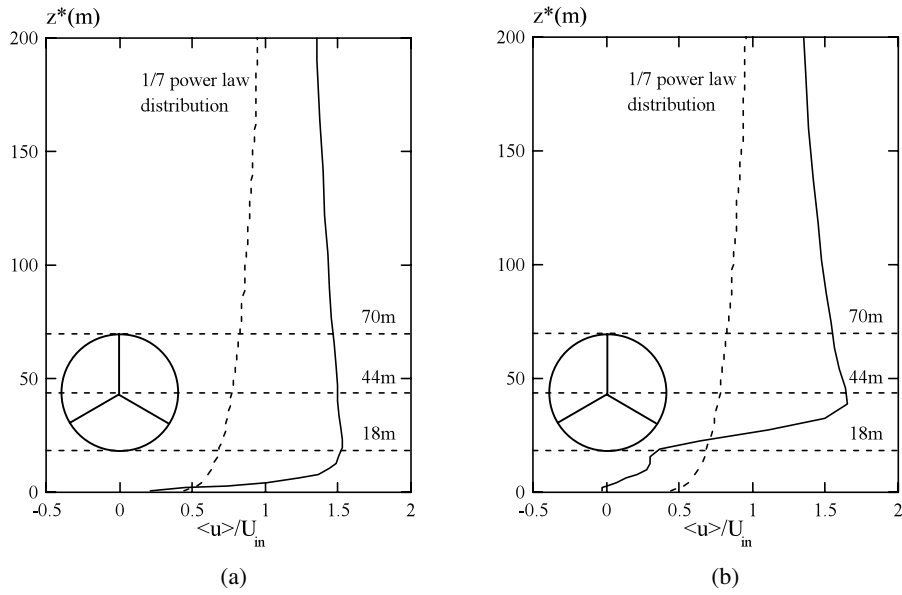 z*(m)
200
1/7 power law
distribution
150
100
70m
50
44m
18m
0
-0.5 0 0.5 1 1.5 2
<u>/U_in
(a)
z*(m)
200
1/7 power law
distribution
150
100
70m
50
44m
18m
0
-0.5 0 0.5 1 1.5 2
<u>/U_in
(b)